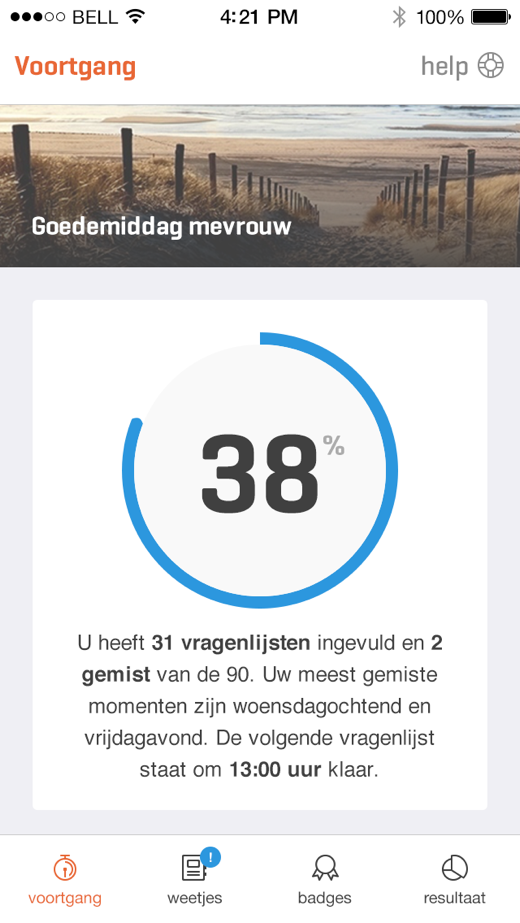 BELL 4:21 PM 100%
Voortgang help
Goedemiddag mevrouw
38%
U heeft 31 vragenlijsten ingevuld en 2
gemist van de 90. Uw meest gemiste
momenten zijn woensdagochtend en
vrijdagavond. De volgende vragenlijst
staat om 13:00 uur klaar.
!
voortgang weetjes badges resultaat